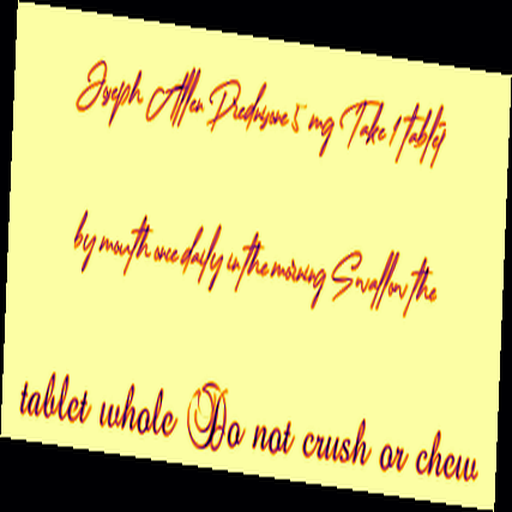 Joseph Allen Prednisone 5 mg Take 1 tablet
by mouth once daily in the morning Swallow the
tablet whole Do not crush or chew